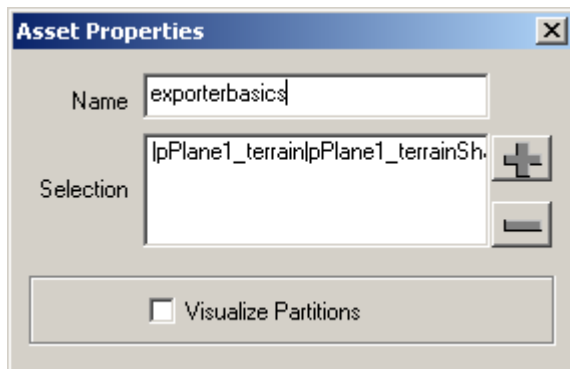 Asset Properties
Name
exporterbasics
|pPlane1_terrain|pPlane1_terrainSh
Selection
Visualize Partitions